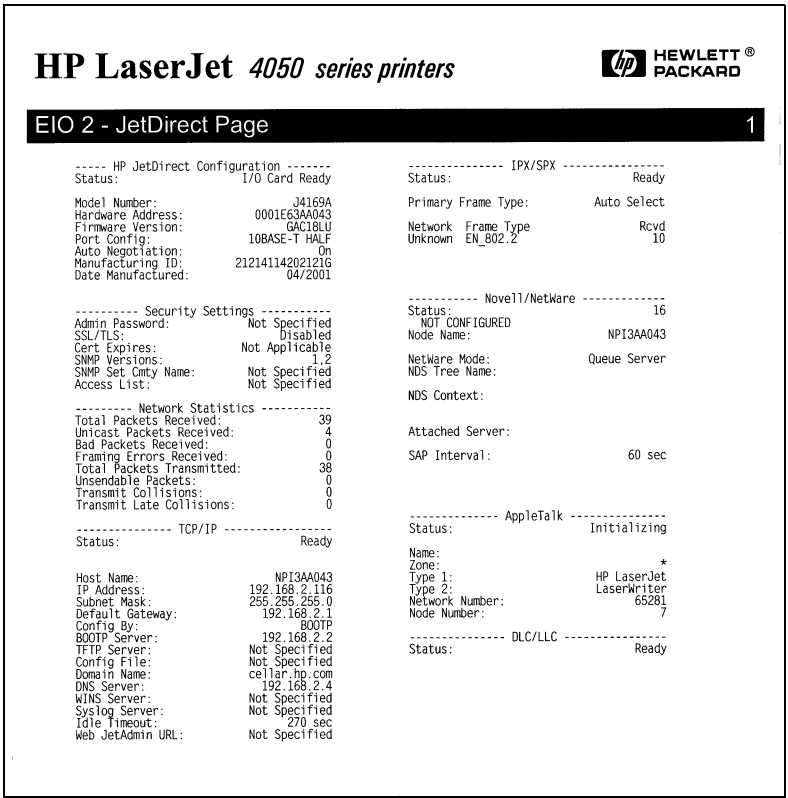 HP LaserJet 4050 series printers
hp HEWLETT ®
PACKARD
EIO 2 - JetDirect Page 1
----- HP JetDirect Configuration -------
Status: I/O Card Ready
Model Number: J4169A
Hardware Address: 0001E63AA043
Firmware Version: GAC18LU
Port Config: 10BASE-T HALF
Auto Negotiation: On
Manufacturing ID: 21214114202121G
Date Manufactured: 04/2001
---------- Security Settings -----------
Admin Password: Not Specified
SSL/TLS: Disabled
Cert Expires: Not Applicable
SNMP Versions: 1,2
SNMP Set Cmty Name: Not Specified
Access List: Not Specified
--------- Network Statistics -----------
Total Packets Received: 39
Unicast Packets Received: 4
Bad Packets Received: 0
Framing Errors Received: 0
Total Packets Transmitted: 38
Unsendable Packets: 0
Transmit Collisions: 0
Transmit Late Collisions: 0
-------------- TCP/IP ----------------
Status: Ready
Host Name: NPI3AA043
IP Address: 192.168.2.116
Subnet Mask: 255.255.255.0
Default Gateway: 192.168.2.1
Config By: BOOTP
BOOTP Server: 192.168.2.2
TFTP Server: Not Specified
Config File: Not Specified
Domain Name: cellar.hp.com
DNS Server: 192.168.2.4
WINS Server: Not Specified
Syslog Server: Not Specified
Idle Timeout: 270 sec
Web JetAdmin URL: Not Specified
-------------- IPX/SPX ---------------
Status: Ready
Primary Frame Type: Auto Select
Network Frame Type Rcvd
Unknown EN_802.2 10
---------- Novell/NetWare ------------
Status: 16
NOT CONFIGURED
Node Name: NPI3AA043
NetWare Mode: Queue Server
NDS Tree Name:
NDS Context:
Attached Server:
SAP Interval: 60 sec
------------- AppleTalk --------------
Status: Initializing
Name:
Zone: *
Type 1: HP LaserJet
Type 2: LaserWriter
Network Number: 65281
Node Number: 7
-------------- DLC/LLC ---------------
Status: Ready